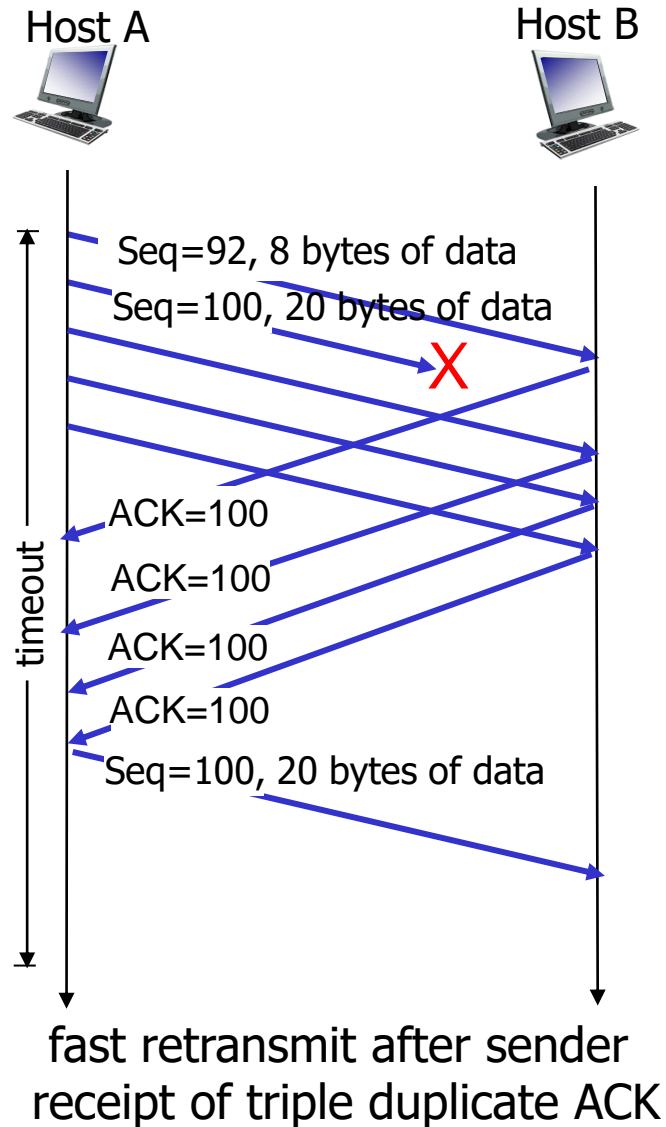 Host A
Host B
Seq=92, 8 bytes of data
Seq=100, 20 bytes of data
X
ACK=100
timeout
ACK=100
ACK=100
ACK=100
Seq=100, 20 bytes of data
fast retransmit after sender
receipt of triple duplicate ACK